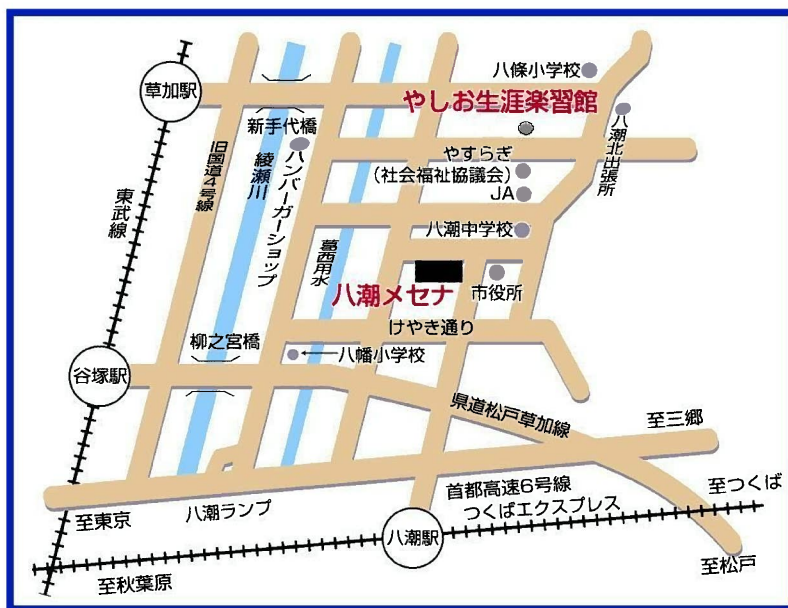 八條小学校
草加駅
やしお生涯楽習館
新手代橋
八潮北出張所
旧国道4号線
綾瀬川
ハンバーガーショップ
やすらぎ
(社会福祉協議会)
JA
東武線
葛西用水
八潮中学校
八潮メセナ
市役所
けやき通り
柳之宮橋
八幡小学校
谷塚駅
県道松戸草加線
至三郷
至東京
八潮ランプ
首都高速6号線
つくばエクスプレス
至つくば
八潮駅
至秋葉原
至松戸